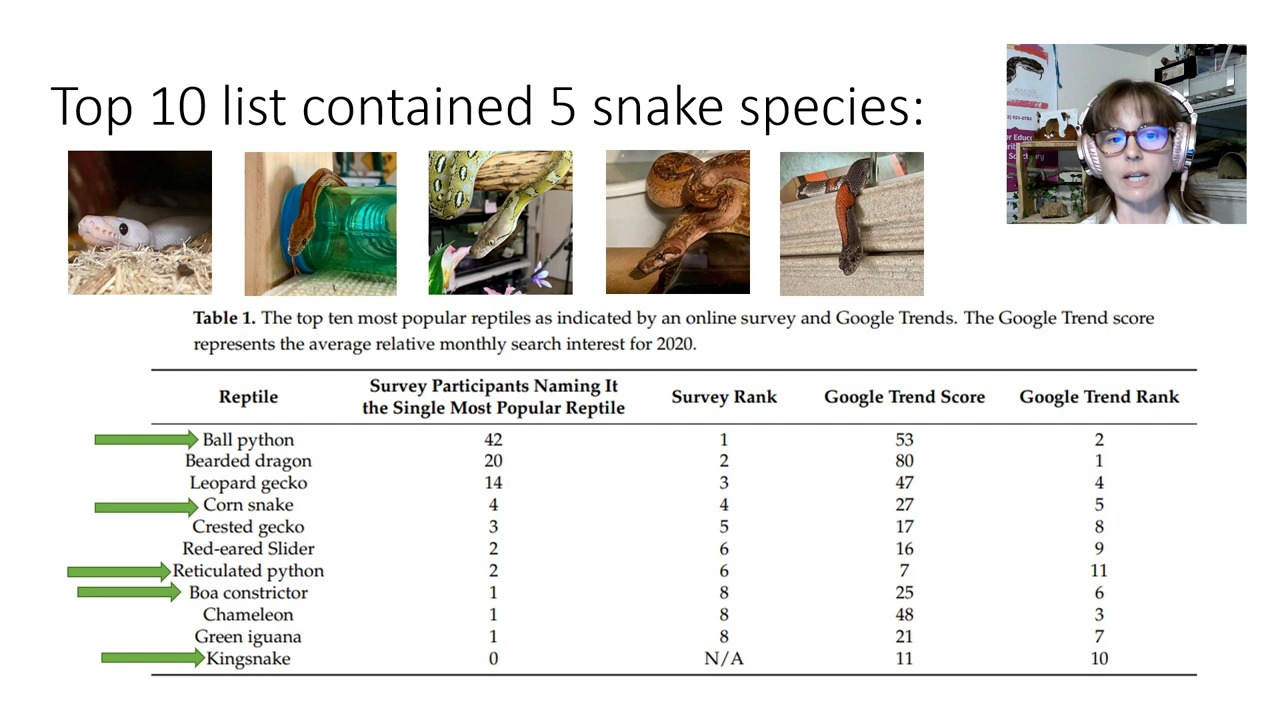 Top 10 list contained 5 snake species:
Table 1. The top ten most popular reptiles as indicated by an online survey and Google Trends. The Google Trend score
represents the average relative monthly search interest for 2020.
Reptile Survey Participants Naming It the Single Most Popular Reptile Survey Rank Google Trend Score Google Trend Rank
Ball python 42 1 53 2
Bearded dragon 20 2 80 1
Leopard gecko 14 3 47 4
Corn snake 4 4 27 5
Crested gecko 3 5 17 8
Red-eared Slider 2 6 16 9
Reticulated python 2 6 7 11
Boa constrictor 1 8 25 6
Chameleon 1 8 48 3
Green iguana 1 8 21 7
Kingsnake 0 N/A 11 10